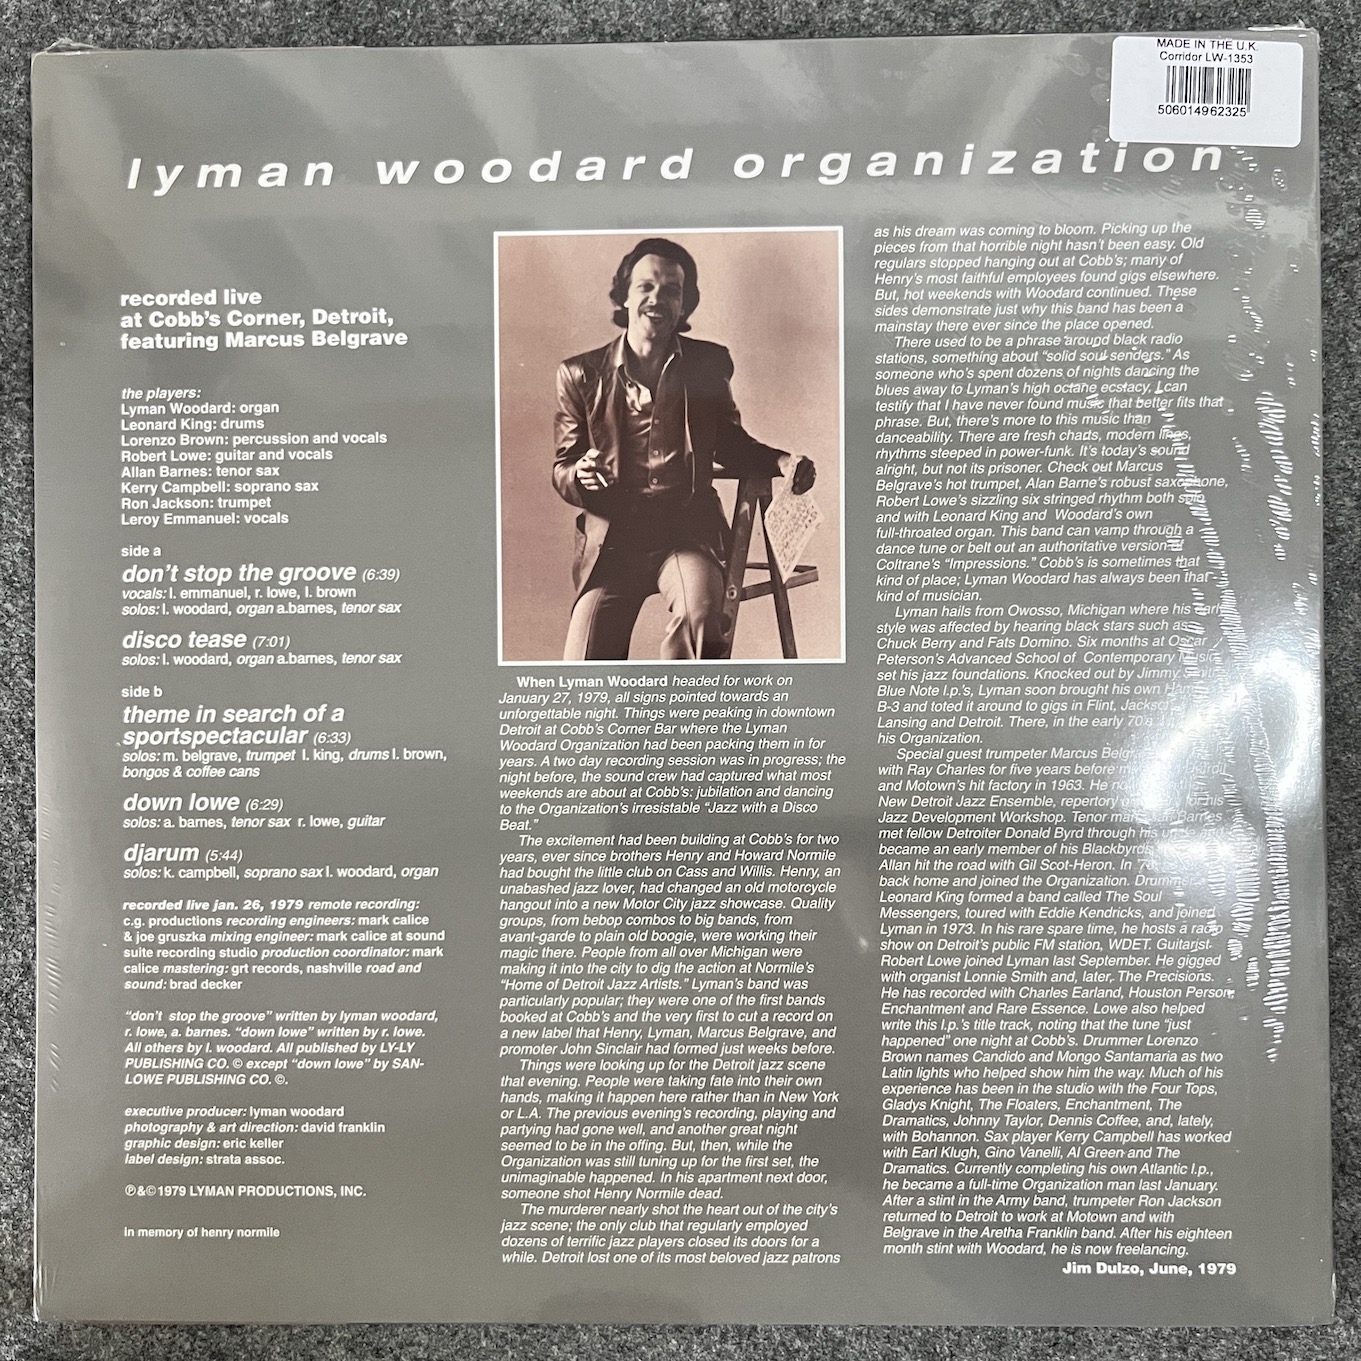 MADE IN THE U.K.
Corridor LW-1353
506014962325
lyman woodard organization
recorded live
at Cobb's Corner, Detroit,
featuring Marcus Belgrave
the players:
Lyman Woodard: organ
Leonard King: drums
Lorenzo Brown: percussion and vocals
Robert Lowe: guitar and vocals
Allan Barnes: tenor sax
Kerry Campbell: soprano sax
Ron Jackson: trumpet
Leroy Emmanuel: vocals
side a
don't stop the groove (6:39)
vocals: l. emmanuel, r. lowe, l. brown
solos: l. woodard, organ a.barnes, tenor sax
disco tease (7:01)
solos: l. woodard, organ a.barnes, tenor sax
side b
theme in search of a
sportspectacular (6:33)
solos: m. belgrave, trumpet l. king, drums l. brown,
bongos & coffee cans
down lowe (6:29)
solos: a. barnes, tenor sax r. lowe, guitar
djarum (5:44)
solos: k. campbell, soprano sax l. woodard, organ
recorded live jan. 26, 1979 remote recording:
c.g. productions recording engineers: mark calice
& joe gruszka mixing engineer: mark calice at sound
suite recording studio production coordinator: mark
calice mastering: grt records, nashville road and
sound: brad decker
"don't stop the groove" written by lyman woodard,
r. lowe, a. barnes. "down lowe" written by r. lowe.
All others by l. woodard. All published by LY-LY
PUBLISHING CO. © except "down lowe" by SAN-
LOWE PUBLISHING CO. ©.
executive producer: lyman woodard
photography & art direction: david franklin
graphic design: eric keller
label design: strata assoc.
℗&©1979 LYMAN PRODUCTIONS, INC.
in memory of henry normile
When Lyman Woodard headed for work on
January 27, 1979, all signs pointed towards an
unforgettable night. Things were peaking in downtown
Detroit at Cobb's Corner Bar where the Lyman
Woodard Organization had been packing them in for
years. A two day recording session was in progress; the
night before, the sound crew had captured what most
weekends are about at Cobb's: jubilation and dancing
to the Organization's irresistable "Jazz with a Disco
Beat."
The excitement had been building at Cobb's for two
years, ever since brothers Henry and Howard Normile
had bought the little club on Cass and Willis. Henry, an
unabashed jazz lover, had changed an old motorcycle
hangout into a new Motor City jazz showcase. Quality
groups, from bebop combos to big bands, from
avant-garde to plain old boogie, were working their
magic there. People from all over Michigan were
making it into the city to dig the action at Normile's
"Home of Detroit Jazz Artists." Lyman's band was
particularly popular; they were one of the first bands
booked at Cobb's and the very first to cut a record on
a new label that Henry, Lyman, Marcus Belgrave, and
promoter John Sinclair had formed just weeks before.
Things were looking up for the Detroit jazz scene
that evening. People were taking fate into their own
hands, making it happen here rather than in New York
or L.A. The previous evening's recording, playing and
partying had gone well, and another great night
seemed to be in the offing. But, then, while the
Organization was still tuning up for the first set, the
unimaginable happened. In his apartment next door,
someone shot Henry Normile dead.
The murderer nearly shot the heart out of the city's
jazz scene; the only club that regularly employed
dozens of terrific jazz players closed its doors for a
while. Detroit lost one of its most beloved jazz patrons
as his dream was coming to bloom. Picking up the
pieces from that horrible night hasn't been easy. Old
regulars stopped hanging out at Cobb's; many of
Henry's most faithful employees found gigs elsewhere.
But, hot weekends with Woodard continued. These
sides demonstrate just why this band has been a
mainstay there ever since the place opened.
There used to be a phrase around black radio
stations, something about "solid soul senders." As
someone who's spent dozens of nights dancing the
blues away to Lyman's high octane ecstacy, I can
testify that I have never found music that better fits that
phrase. But, there's more to this music than
danceability. There are fresh chads, modern lines,
rhythms steeped in power-funk. It's today's sound
alright, but not its prisoner. Check out Marcus
Belgrave's hot trumpet, Alan Barne's robust saxophone,
Robert Lowe's sizzling six stringed rhythm both solo
and with Leonard King and Woodard's own
full-throated organ. This band can vamp through a
dance tune or belt out an authoritative version of
Coltrane's "Impressions." Cobb's is sometimes that
kind of place; Lyman Woodard has always been that
kind of musician.
Lyman hails from Owosso, Michigan where his early
style was affected by hearing black stars such as
Chuck Berry and Fats Domino. Six months at Oscar
Peterson's Advanced School of Contemporary Music
set his jazz foundations. Knocked out by Jimmy Smith
Blue Note l.p.'s, Lyman soon brought his own
B-3 and toted it around to gigs in Flint, Jackson,
Lansing and Detroit. There, in the early 70's
his Organization.
Special guest trumpeter Marcus
with Ray Charles for five years before
and Motown's hit factory in 1963. He
New Detroit Jazz Ensemble, repertory for his
Jazz Development Workshop. Tenor man Barnes
met fellow Detroiter Donald Byrd through his
became an early member of his Blackbyrds.
Allan hit the road with Gil Scot-Heron. In
back home and joined the Organization. Drummer
Leonard King formed a band called The Soul
Messengers, toured with Eddie Kendricks, and joined
Lyman in 1973. In his rare spare time, he hosts a radio
show on Detroit's public FM station, WDET. Guitarist
Robert Lowe joined Lyman last September. He gigged
with organist Lonnie Smith and, later, The Precisions.
He has recorded with Charles Earland, Houston Person,
Enchantment and Rare Essence. Lowe also helped
write this l.p.'s title track, noting that the tune "just
happened" one night at Cobb's. Drummer Lorenzo
Brown names Candido and Mongo Santamaria as two
Latin lights who helped show him the way. Much of his
experience has been in the studio with the Four Tops,
Gladys Knight, The Floaters, Enchantment, The
Dramatics, Johnny Taylor, Dennis Coffee, and, lately,
with Bohannon. Sax player Kerry Campbell has worked
with Earl Klugh, Gino Vanelli, Al Green and The
Dramatics. Currently completing his own Atlantic l.p.,
he became a full-time Organization man last January.
After a stint in the Army band, trumpeter Ron Jackson
returned to Detroit to work at Motown and with
Belgrave in the Aretha Franklin band. After his eighteen
month stint with Woodard, he is now freelancing.
Jim Dulzo, June, 1979